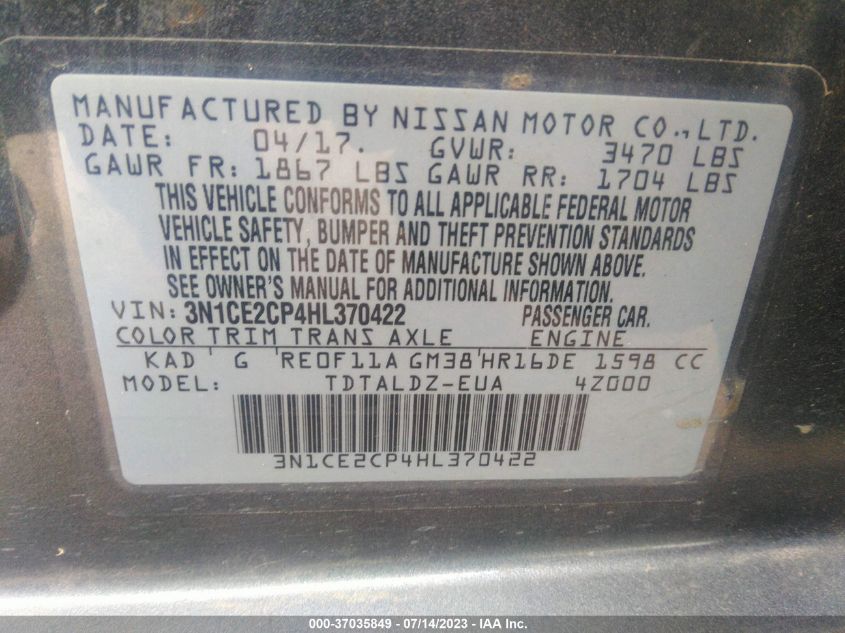 MANUFACTURED BY NISSAN MOTOR CO., LTD.
DATE: 04/17. GVWR: 3470 LBS
GAWR FR: 1867 LBS GAWR RR: 1704 LBS
THIS VEHICLE CONFORMS TO ALL APPLICABLE FEDERAL MOTOR
VEHICLE SAFETY, BUMPER AND THEFT PREVENTION STANDARDS
IN EFFECT ON THE DATE OF MANUFACTURE SHOWN ABOVE.
SEE OWNER'S MANUAL FOR ADDITIONAL INFORMATION.
VIN: 3N1CE2CP4HL370422 PASSENGER CAR.
COLOR TRIM TRANS AXLE ENGINE
KAD G RE0F11A GM38 HR16DE 1598 CC
MODEL: TDTALDZ-EUA 4Z000
3N1CE2CP4HL370422
000-37035849 - 07/14/2023 - IAA Inc.